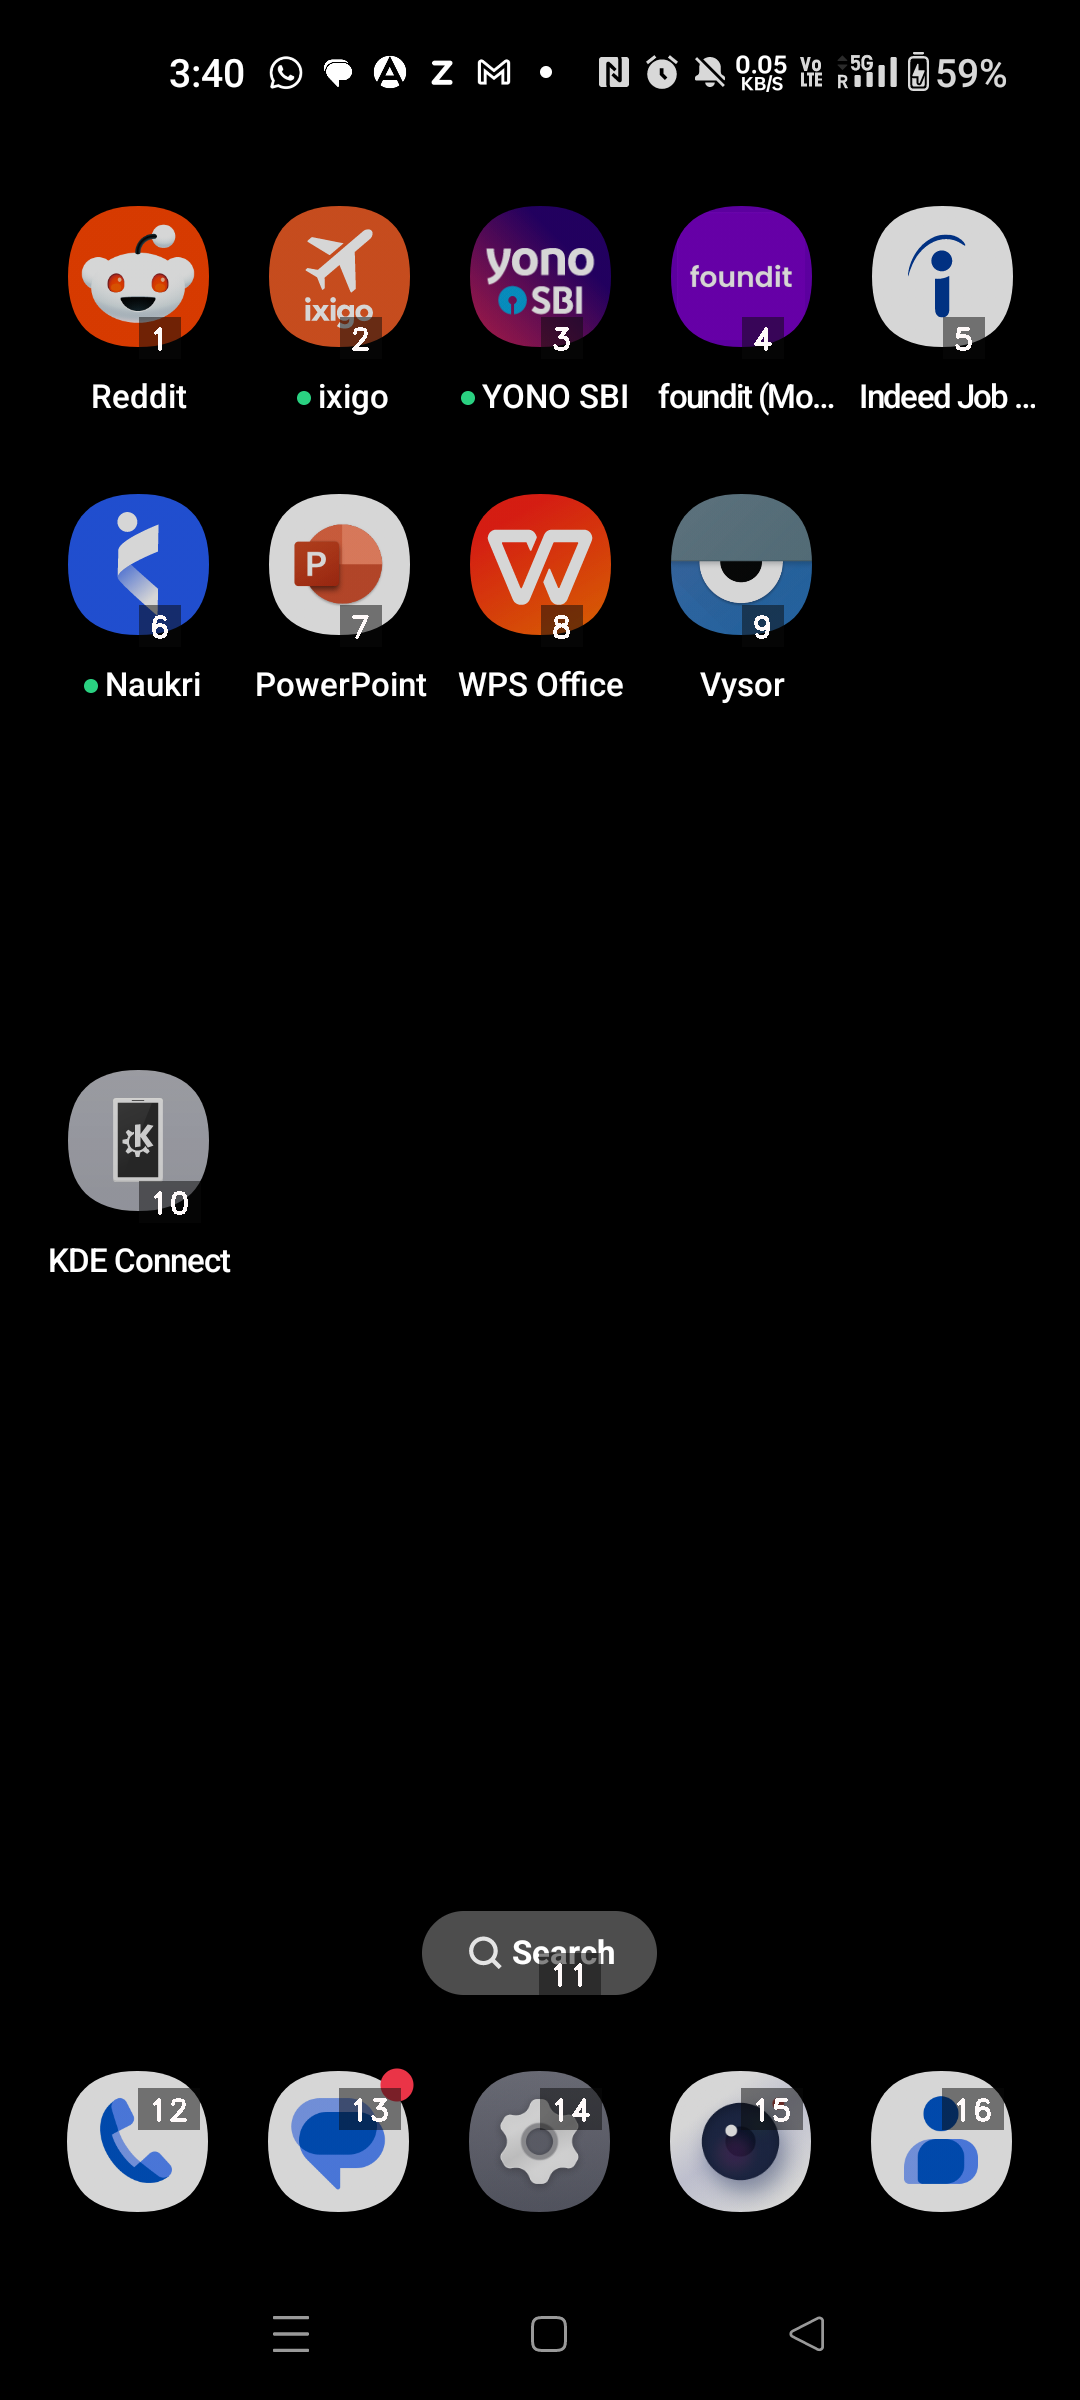 3:40 0.05 KB/S Vo LTE R 5G 59%
yono SBI
ixigo
foundit
1 2 3 4 5
Reddit ixigo YONO SBI foundit (Mo... Indeed Job ...
P
6 7 8 9
Naukri PowerPoint WPS Office Vysor
K
10
KDE Connect
Search
11
12 13 14 15 16